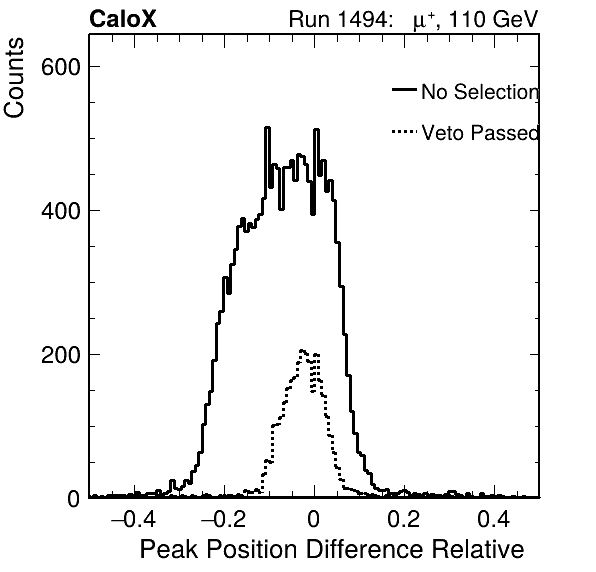 CaloX Run 1494: μ⁺, 110 GeV
Counts
600
No Selection
Veto Passed
400
200
0
−0.4 −0.2 0 0.2 0.4
Peak Position Difference Relative